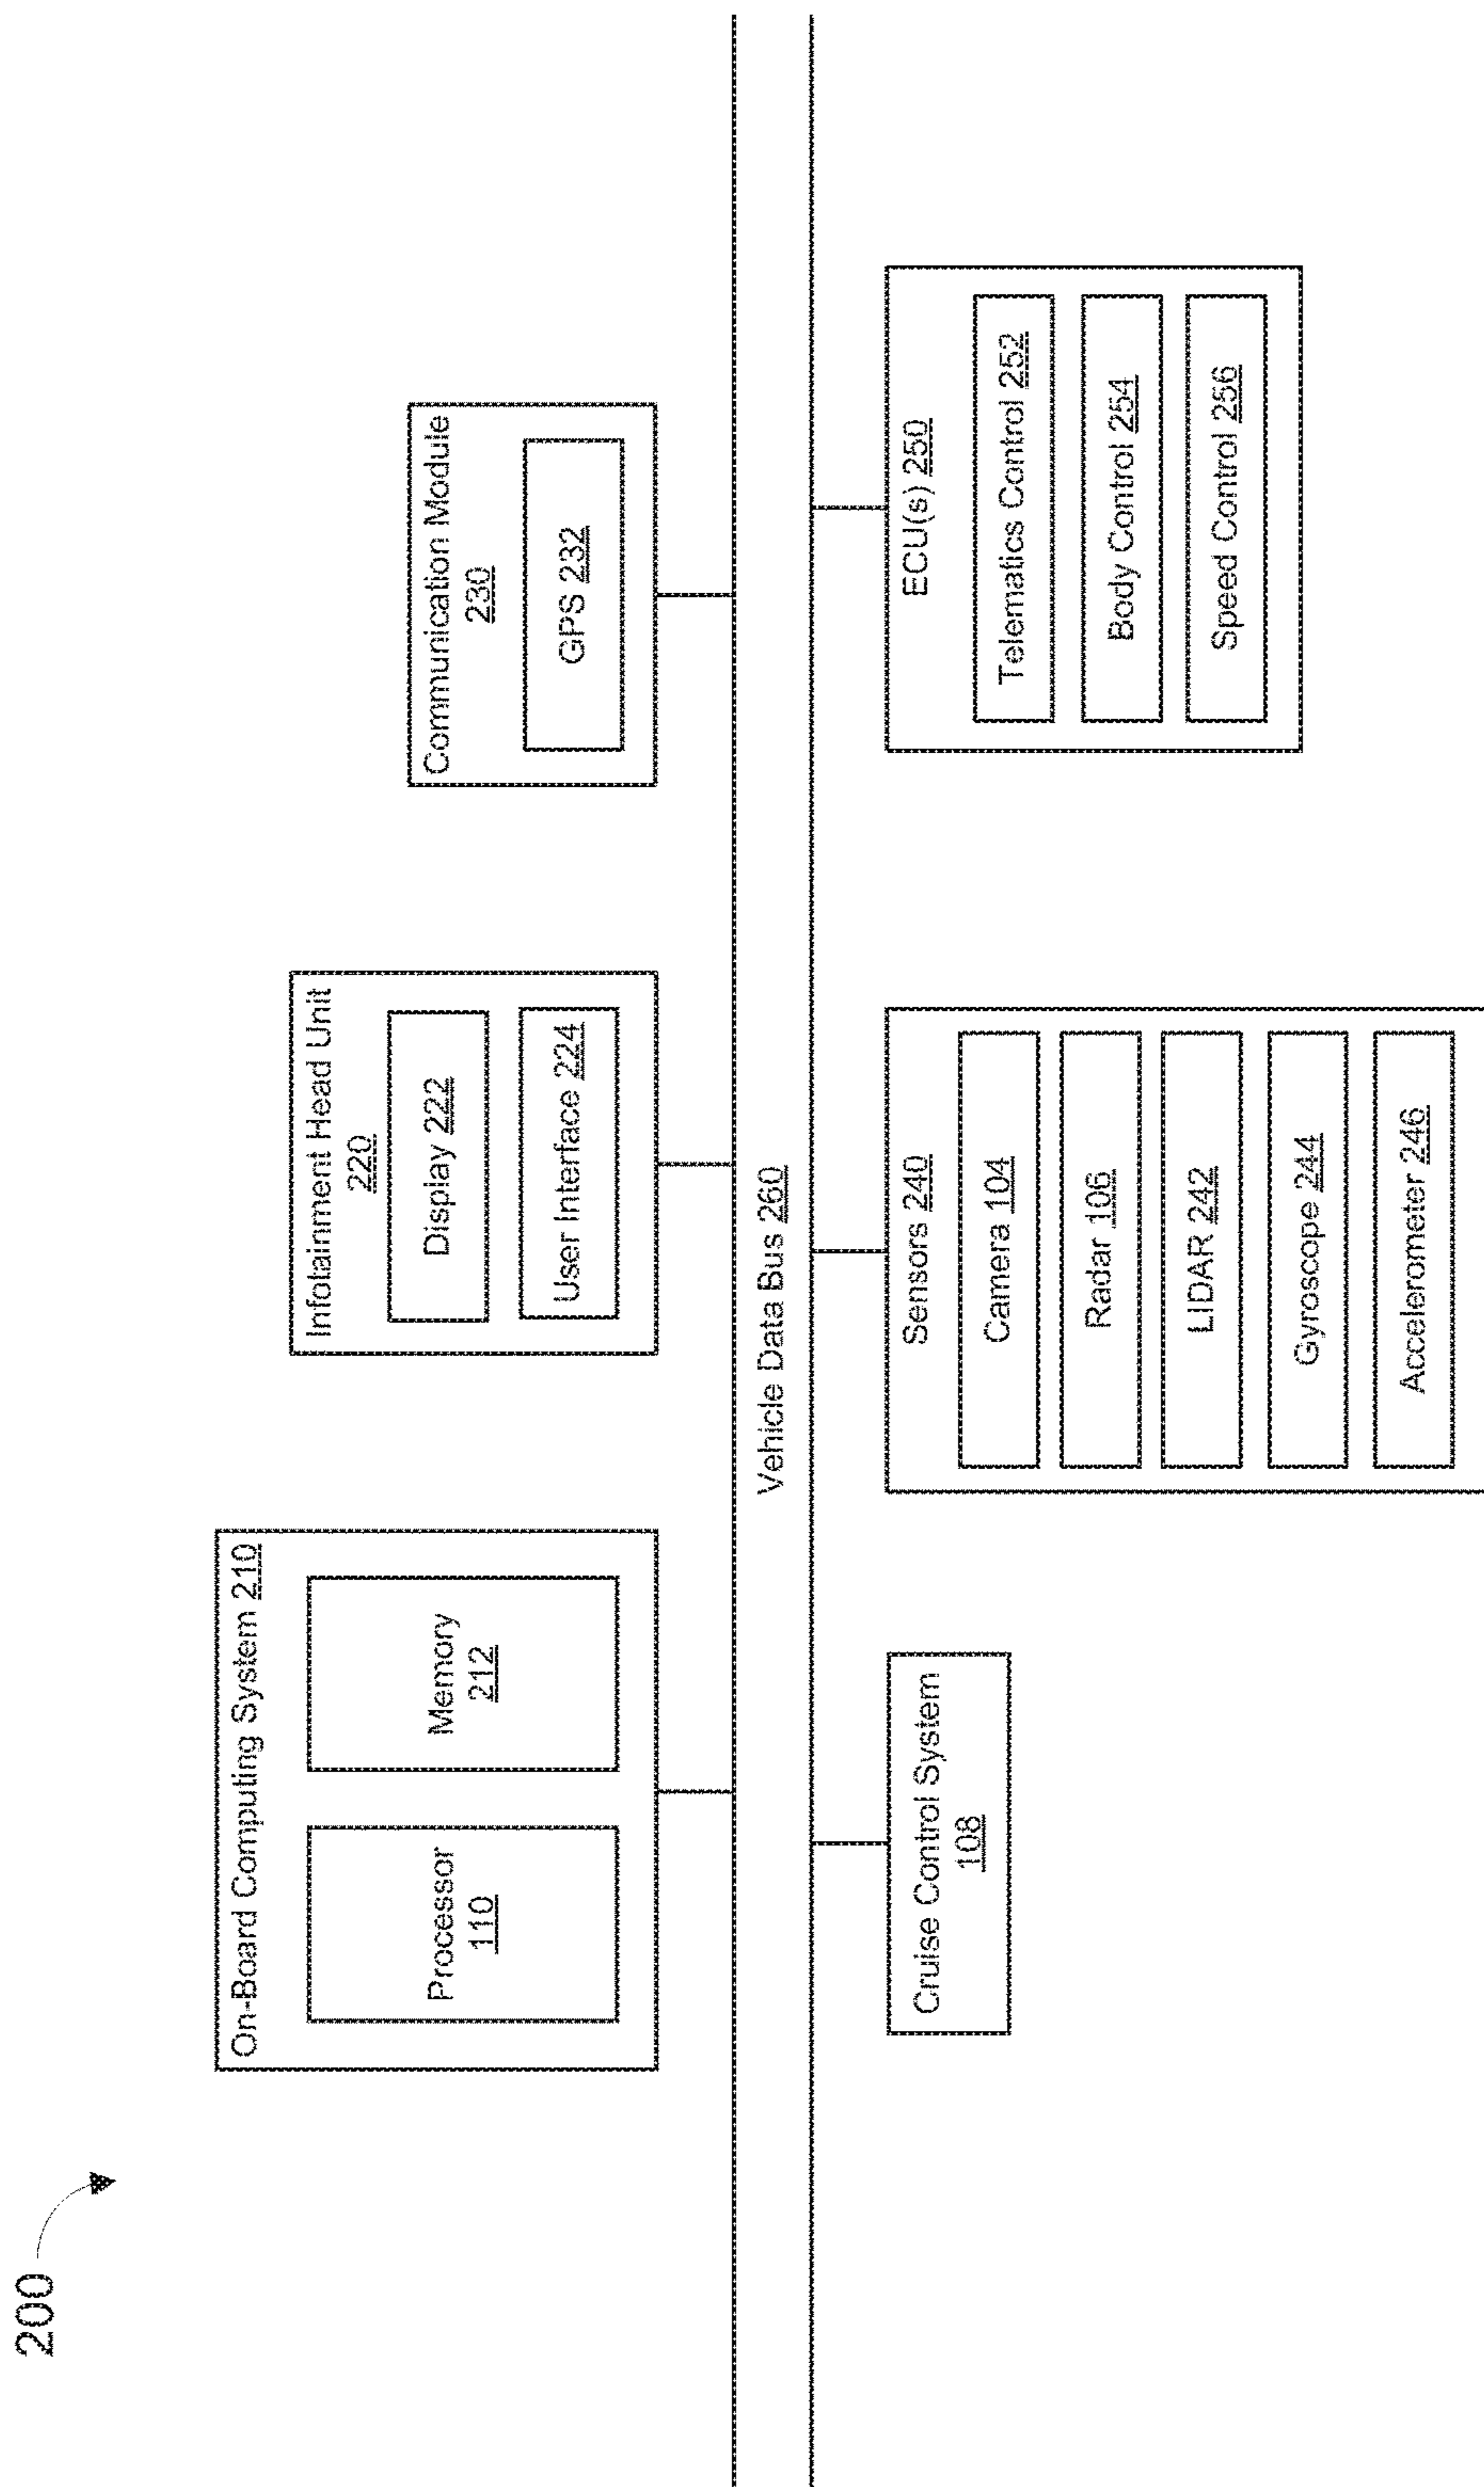 200
On-Board Computing System 210
Processor
110
Memory
212
Infotainment Head Unit
220
Display 222
User Interface 224
Communication Module
230
GPS 232
Vehicle Data Bus 260
Cruise Control System
108
Sensors 240
Camera 104
Radar 106
LIDAR 242
Gyroscope 244
Accelerometer 246
ECU(s) 250
Telematics Control 252
Body Control 254
Speed Control 256